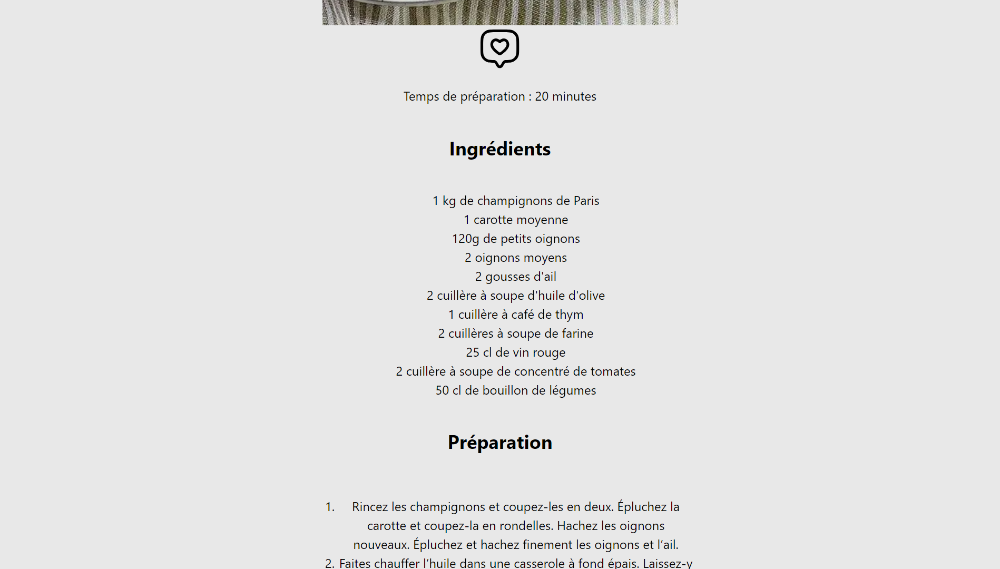 Temps de préparation : 20 minutes
Ingrédients
1 kg de champignons de Paris
1 carotte moyenne
120g de petits oignons
2 oignons moyens
2 gousses d'ail
2 cuillère à soupe d'huile d'olive
1 cuillère à café de thym
2 cuillères à soupe de farine
25 cl de vin rouge
2 cuillère à soupe de concentré de tomates
50 cl de bouillon de légumes
Préparation
1. Rincez les champignons et coupez-les en deux. Épluchez la
carotte et coupez-la en rondelles. Hachez les oignons
nouveaux. Épluchez et hachez finement les oignons et l’ail.
2. Faites chauffer l’huile dans une casserole à fond épais. Laissez-y